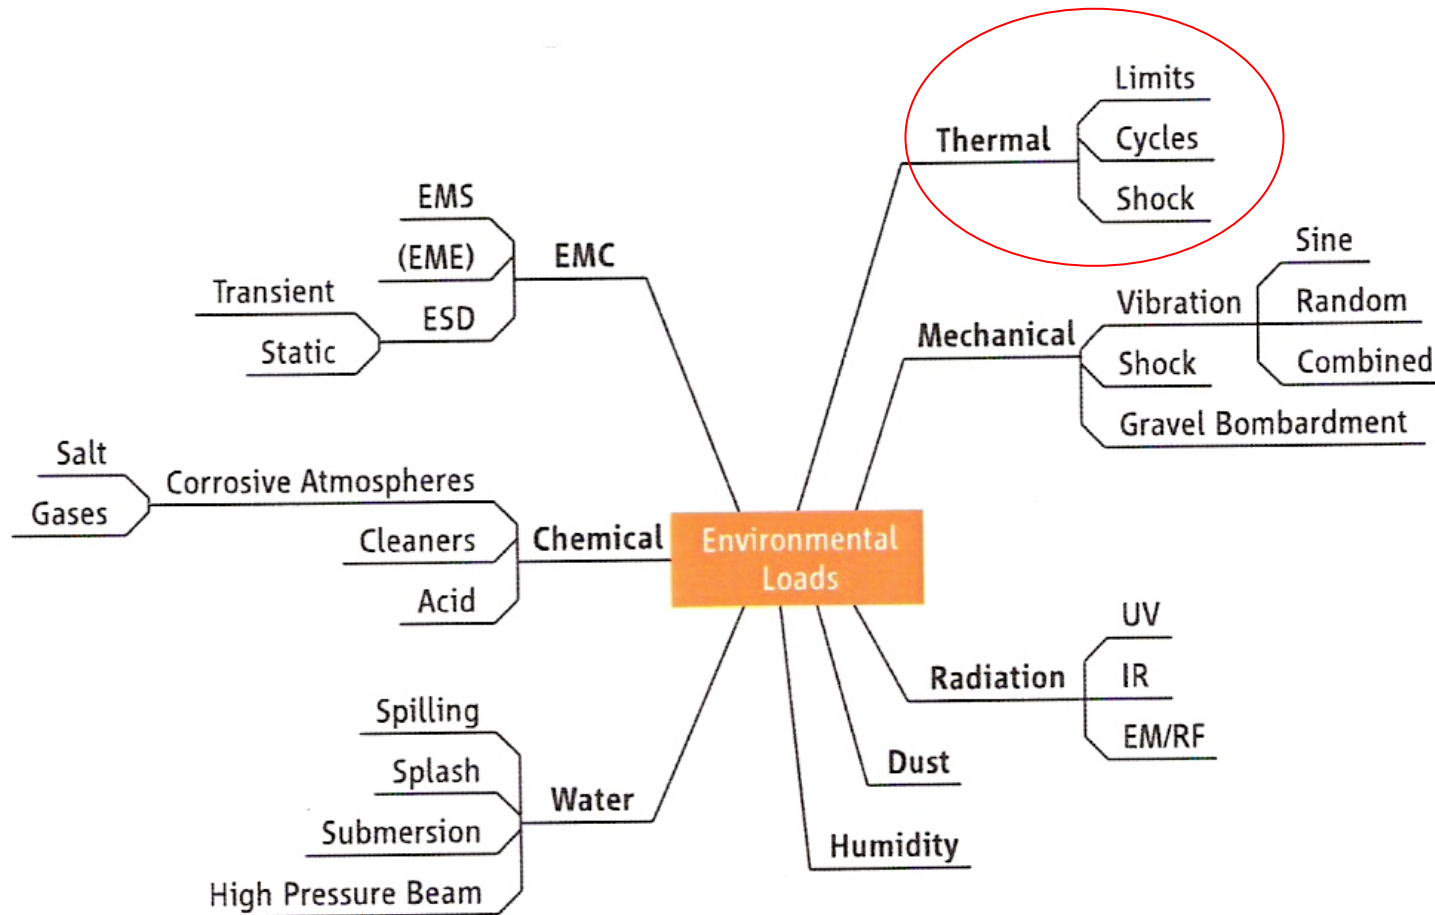 Limits
Thermal
Cycles
Shock
EMS
(EME)
EMC
Transient
ESD
Static
Sine
Vibration
Random
Mechanical
Shock
Combined
Gravel Bombardment
Salt
Corrosive Atmospheres
Gases
Cleaners
Chemical
Acid
Environmental
Loads
UV
Radiation
IR
EM/RF
Spilling
Splash
Water
Submersion
High Pressure Beam
Dust
Humidity